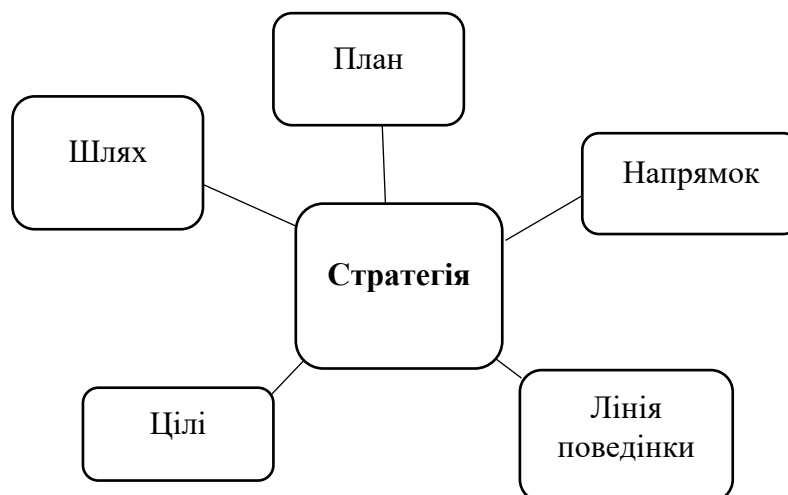 План
Шлях
Напрямок
Стратегія
Цілі
Лінія
поведінки